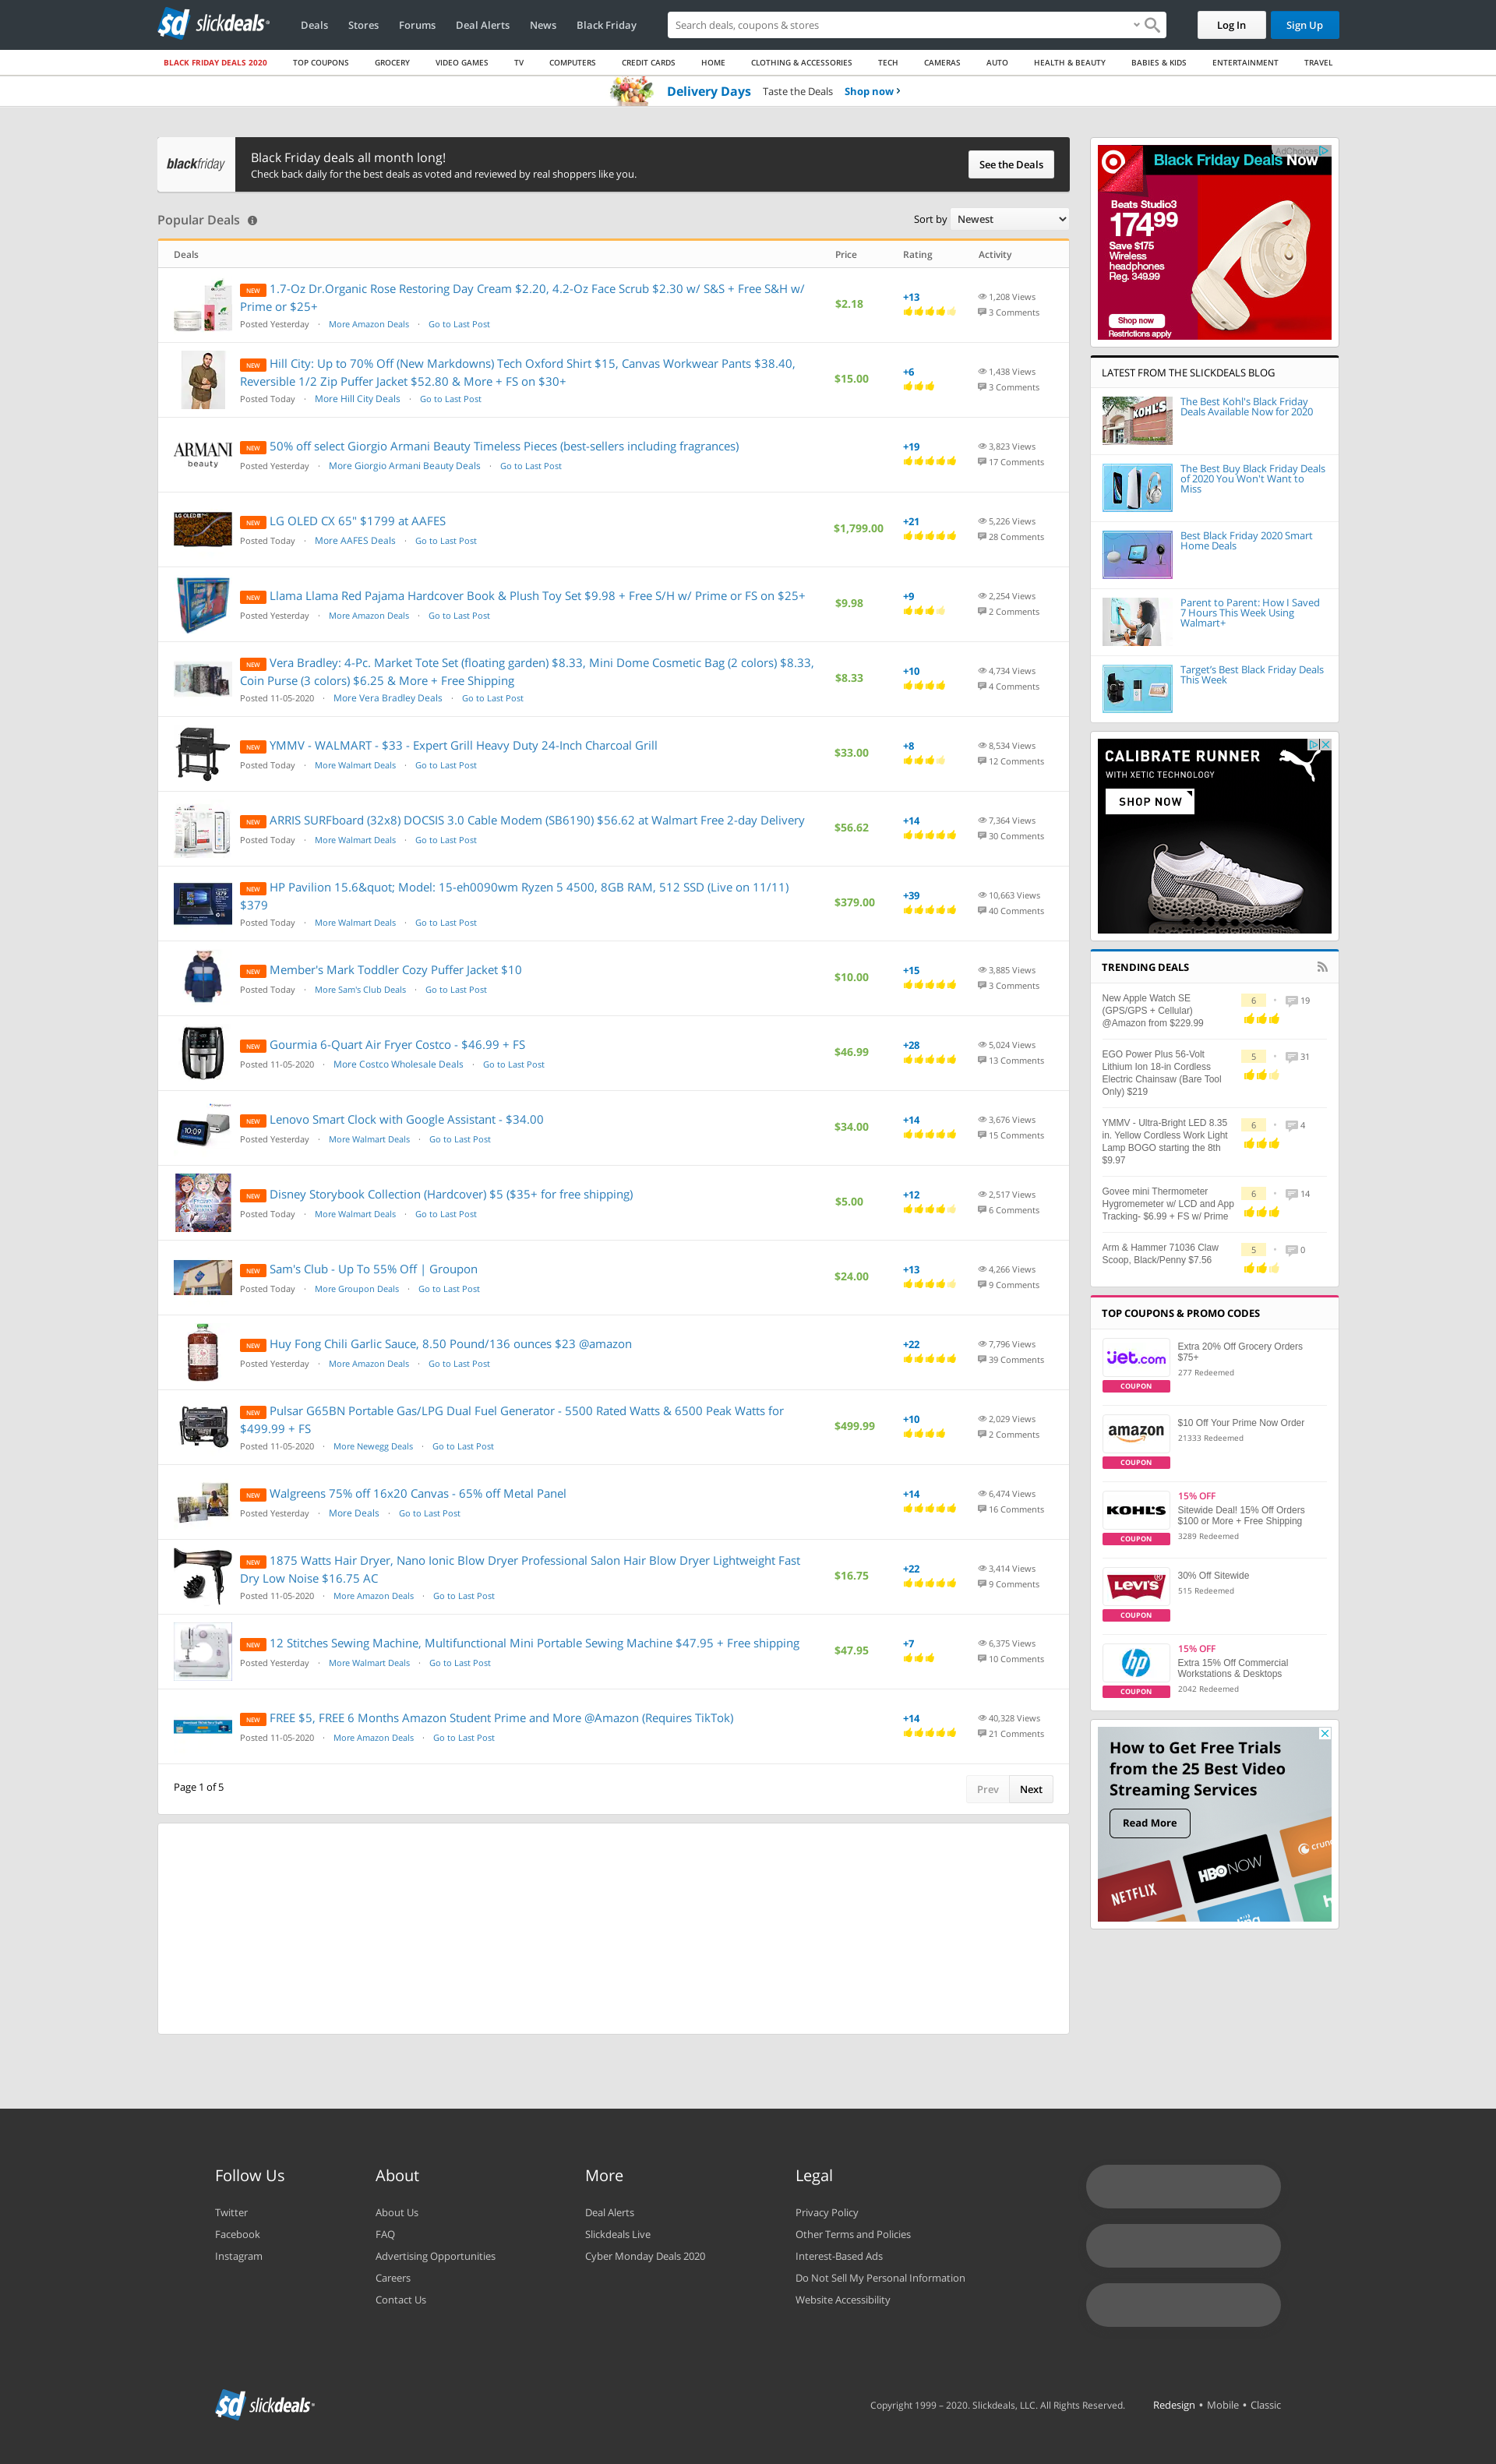 sd slickdeals
Deals Stores Forums Deal Alerts News Black Friday
Search deals, coupons & stores
Log In Sign Up
BLACK FRIDAY DEALS 2020 TOP COUPONS GROCERY VIDEO GAMES TV COMPUTERS CREDIT CARDS HOME CLOTHING & ACCESSORIES TECH CAMERAS AUTO HEALTH & BEAUTY BABIES & KIDS ENTERTAINMENT TRAVEL
Delivery Days Taste the Deals Shop now ›
blackfriday
Black Friday deals all month long!
Check back daily for the best deals as voted and reviewed by real shoppers like you.
See the Deals
Popular Deals
Sort by Newest
Deals Price Rating Activity
NEW 1.7-Oz Dr.Organic Rose Restoring Day Cream $2.20, 4.2-Oz Face Scrub $2.30 w/ S&S + Free S&H w/
Prime or $25+
Posted Yesterday · More Amazon Deals · Go to Last Post
$2.18
+13
1,208 Views
3 Comments
NEW Hill City: Up to 70% Off (New Markdowns) Tech Oxford Shirt $15, Canvas Workwear Pants $38.40,
Reversible 1/2 Zip Puffer Jacket $52.80 & More + FS on $30+
Posted Today · More Hill City Deals · Go to Last Post
$15.00
+6
1,438 Views
3 Comments
ARMANI
beauty
NEW 50% off select Giorgio Armani Beauty Timeless Pieces (best-sellers including fragrances)
Posted Yesterday · More Giorgio Armani Beauty Deals · Go to Last Post
+19
3,823 Views
17 Comments
LG OLED
NEW LG OLED CX 65" $1799 at AAFES
Posted Today · More AAFES Deals · Go to Last Post
$1,799.00
+21
5,226 Views
28 Comments
NEW Llama Llama Red Pajama Hardcover Book & Plush Toy Set $9.98 + Free S/H w/ Prime or FS on $25+
Posted Yesterday · More Amazon Deals · Go to Last Post
$9.98
+9
2,254 Views
2 Comments
NEW Vera Bradley: 4-Pc. Market Tote Set (floating garden) $8.33, Mini Dome Cosmetic Bag (2 colors) $8.33,
Coin Purse (3 colors) $6.25 & More + Free Shipping
Posted 11-05-2020 · More Vera Bradley Deals · Go to Last Post
$8.33
+10
4,734 Views
4 Comments
NEW YMMV - WALMART - $33 - Expert Grill Heavy Duty 24-Inch Charcoal Grill
Posted Today · More Walmart Deals · Go to Last Post
$33.00
+8
8,534 Views
12 Comments
NEW ARRIS SURFboard (32x8) DOCSIS 3.0 Cable Modem (SB6190) $56.62 at Walmart Free 2-day Delivery
Posted Today · More Walmart Deals · Go to Last Post
$56.62
+14
7,364 Views
30 Comments
NEW HP Pavilion 15.6&quot; Model: 15-eh0090wm Ryzen 5 4500, 8GB RAM, 512 SSD (Live on 11/11)
$379
Posted Today · More Walmart Deals · Go to Last Post
$379.00
+39
10,663 Views
40 Comments
NEW Member's Mark Toddler Cozy Puffer Jacket $10
Posted Today · More Sam's Club Deals · Go to Last Post
$10.00
+15
3,885 Views
3 Comments
NEW Gourmia 6-Quart Air Fryer Costco - $46.99 + FS
Posted 11-05-2020 · More Costco Wholesale Deals · Go to Last Post
$46.99
+28
5,024 Views
13 Comments
10:09
NEW Lenovo Smart Clock with Google Assistant - $34.00
Posted Yesterday · More Walmart Deals · Go to Last Post
$34.00
+14
3,676 Views
15 Comments
NEW Disney Storybook Collection (Hardcover) $5 ($35+ for free shipping)
Posted Today · More Walmart Deals · Go to Last Post
$5.00
+12
2,517 Views
6 Comments
NEW Sam's Club - Up To 55% Off | Groupon
Posted Today · More Groupon Deals · Go to Last Post
$24.00
+13
4,266 Views
9 Comments
NEW Huy Fong Chili Garlic Sauce, 8.50 Pound/136 ounces $23 @amazon
Posted Yesterday · More Amazon Deals · Go to Last Post
+22
7,796 Views
39 Comments
NEW Pulsar G65BN Portable Gas/LPG Dual Fuel Generator - 5500 Rated Watts & 6500 Peak Watts for
$499.99 + FS
Posted 11-05-2020 · More Newegg Deals · Go to Last Post
$499.99
+10
2,029 Views
2 Comments
NEW Walgreens 75% off 16x20 Canvas - 65% off Metal Panel
Posted Yesterday · More Deals · Go to Last Post
+14
6,474 Views
16 Comments
NEW 1875 Watts Hair Dryer, Nano Ionic Blow Dryer Professional Salon Hair Blow Dryer Lightweight Fast
Dry Low Noise $16.75 AC
Posted 11-05-2020 · More Amazon Deals · Go to Last Post
$16.75
+22
3,414 Views
9 Comments
NEW 12 Stitches Sewing Machine, Multifunctional Mini Portable Sewing Machine $47.95 + Free shipping
Posted Yesterday · More Walmart Deals · Go to Last Post
$47.95
+7
6,375 Views
10 Comments
NEW FREE $5, FREE 6 Months Amazon Student Prime and More @Amazon (Requires TikTok)
Posted 11-05-2020 · More Amazon Deals · Go to Last Post
+14
40,328 Views
21 Comments
Page 1 of 5
Prev Next
AdChoices
Black Friday Deals Now
Beats Studio3
174 99
Save $175
Wireless
headphones
Reg. 349.99
Shop now
Restrictions apply
LATEST FROM THE SLICKDEALS BLOG
KOHL'S
The Best Kohl's Black Friday
Deals Available Now for 2020
The Best Buy Black Friday Deals
of 2020 You Won't Want to
Miss
Best Black Friday 2020 Smart
Home Deals
Parent to Parent: How I Saved
7 Hours This Week Using
Walmart+
Target's Best Black Friday Deals
This Week
CALIBRATE RUNNER
WITH XETIC TECHNOLOGY
SHOP NOW
TRENDING DEALS
New Apple Watch SE
(GPS/GPS + Cellular)
@Amazon from $229.99
6 • 19
EGO Power Plus 56-Volt
Lithium Ion 18-in Cordless
Electric Chainsaw (Bare Tool
Only) $219
5 • 31
YMMV - Ultra-Bright LED 8.35
in. Yellow Cordless Work Light
Lamp BOGO starting the 8th
$9.97
6 • 4
Govee mini Thermometer
Hygromemeter w/ LCD and App
Tracking- $6.99 + FS w/ Prime
6 • 14
Arm & Hammer 71036 Claw
Scoop, Black/Penny $7.56
5 • 0
TOP COUPONS & PROMO CODES
jet.com
COUPON
Extra 20% Off Grocery Orders
$75+
277 Redeemed
amazon
COUPON
$10 Off Your Prime Now Order
21333 Redeemed
KOHL'S
COUPON
15% OFF
Sitewide Deal! 15% Off Orders
$100 or More + Free Shipping
3289 Redeemed
LEVI'S
COUPON
30% Off Sitewide
515 Redeemed
hp
COUPON
15% OFF
Extra 15% Off Commercial
Workstations & Desktops
2042 Redeemed
How to Get Free Trials
from the 25 Best Video
Streaming Services
Read More
NETFLIX
HBO NOW
crunc
Follow Us
Twitter
Facebook
Instagram
About
About Us
FAQ
Advertising Opportunities
Careers
Contact Us
More
Deal Alerts
Slickdeals Live
Cyber Monday Deals 2020
Legal
Privacy Policy
Other Terms and Policies
Interest-Based Ads
Do Not Sell My Personal Information
Website Accessibility
sd slickdeals
Copyright 1999 – 2020. Slickdeals, LLC. All Rights Reserved.
Redesign • Mobile • Classic